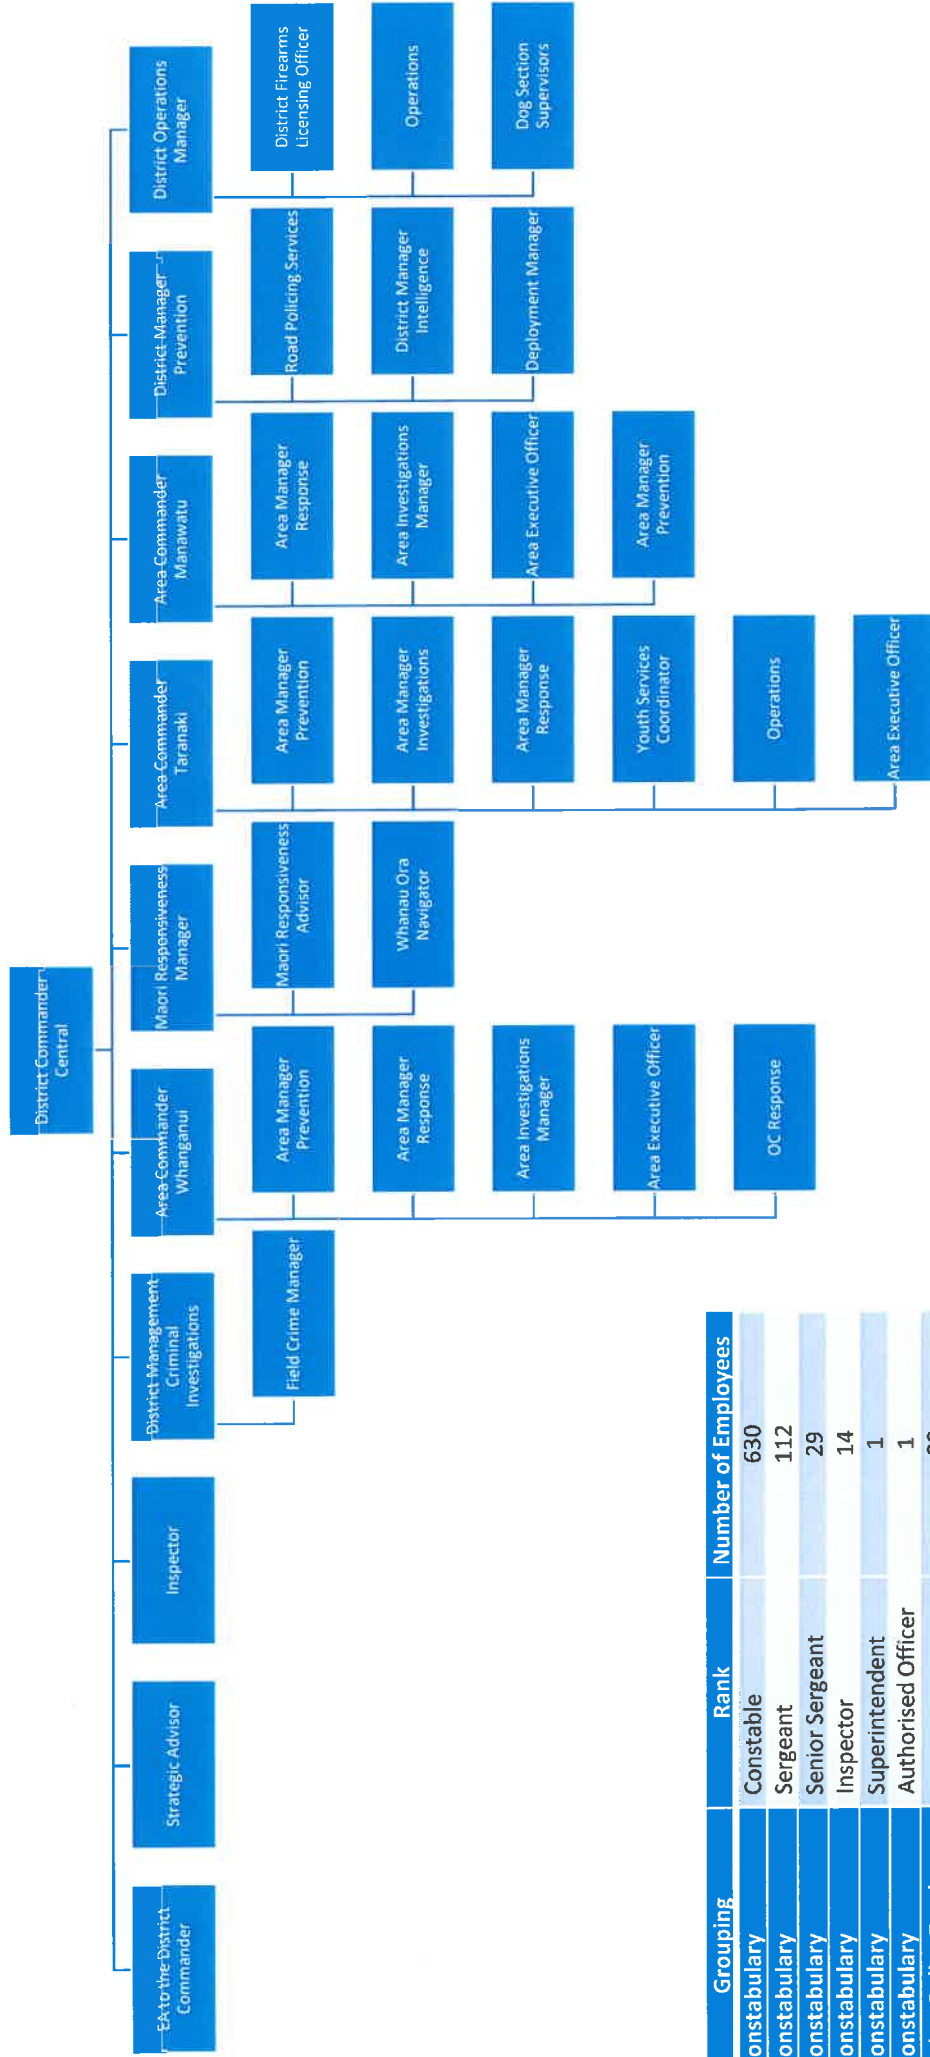 District Commander
Central
EA to the District
Commander
Strategic Advisor
Inspector
District Management
Criminal
Investigations
Field Crime Manager
Area Commander
Whanganui
Area Manager
Prevention
Area Manager
Response
Area Investigations
Manager
Area Executive Officer
OC Response
Maori Responsiveness
Manager
Maori Responsiveness
Advisor
Whanau Ora
Navigator
Area Commander
Taranaki
Area Manager
Prevention
Area Manager
Investigations
Area Manager
Response
Youth Services
Coordinator
Operations
Area Executive Officer
Area Commander
Manawatu
Area Manager
Response
Area Investigations
Manager
Area Executive Officer
Area Manager
Prevention
District Manager
Prevention
Road Policing Services
District Manager
Intelligence
Deployment Manager
District Operations
Manager
District Firearms
Licensing Officer
Operations
Dog Section
Supervisors
Grouping Rank Number of Employees
onstabulary Constable 630
onstabulary Sergeant 112
onstabulary Senior Sergeant 29
onstabulary Inspector 14
onstabulary Superintendent 1
onstabulary Authorised Officer 1